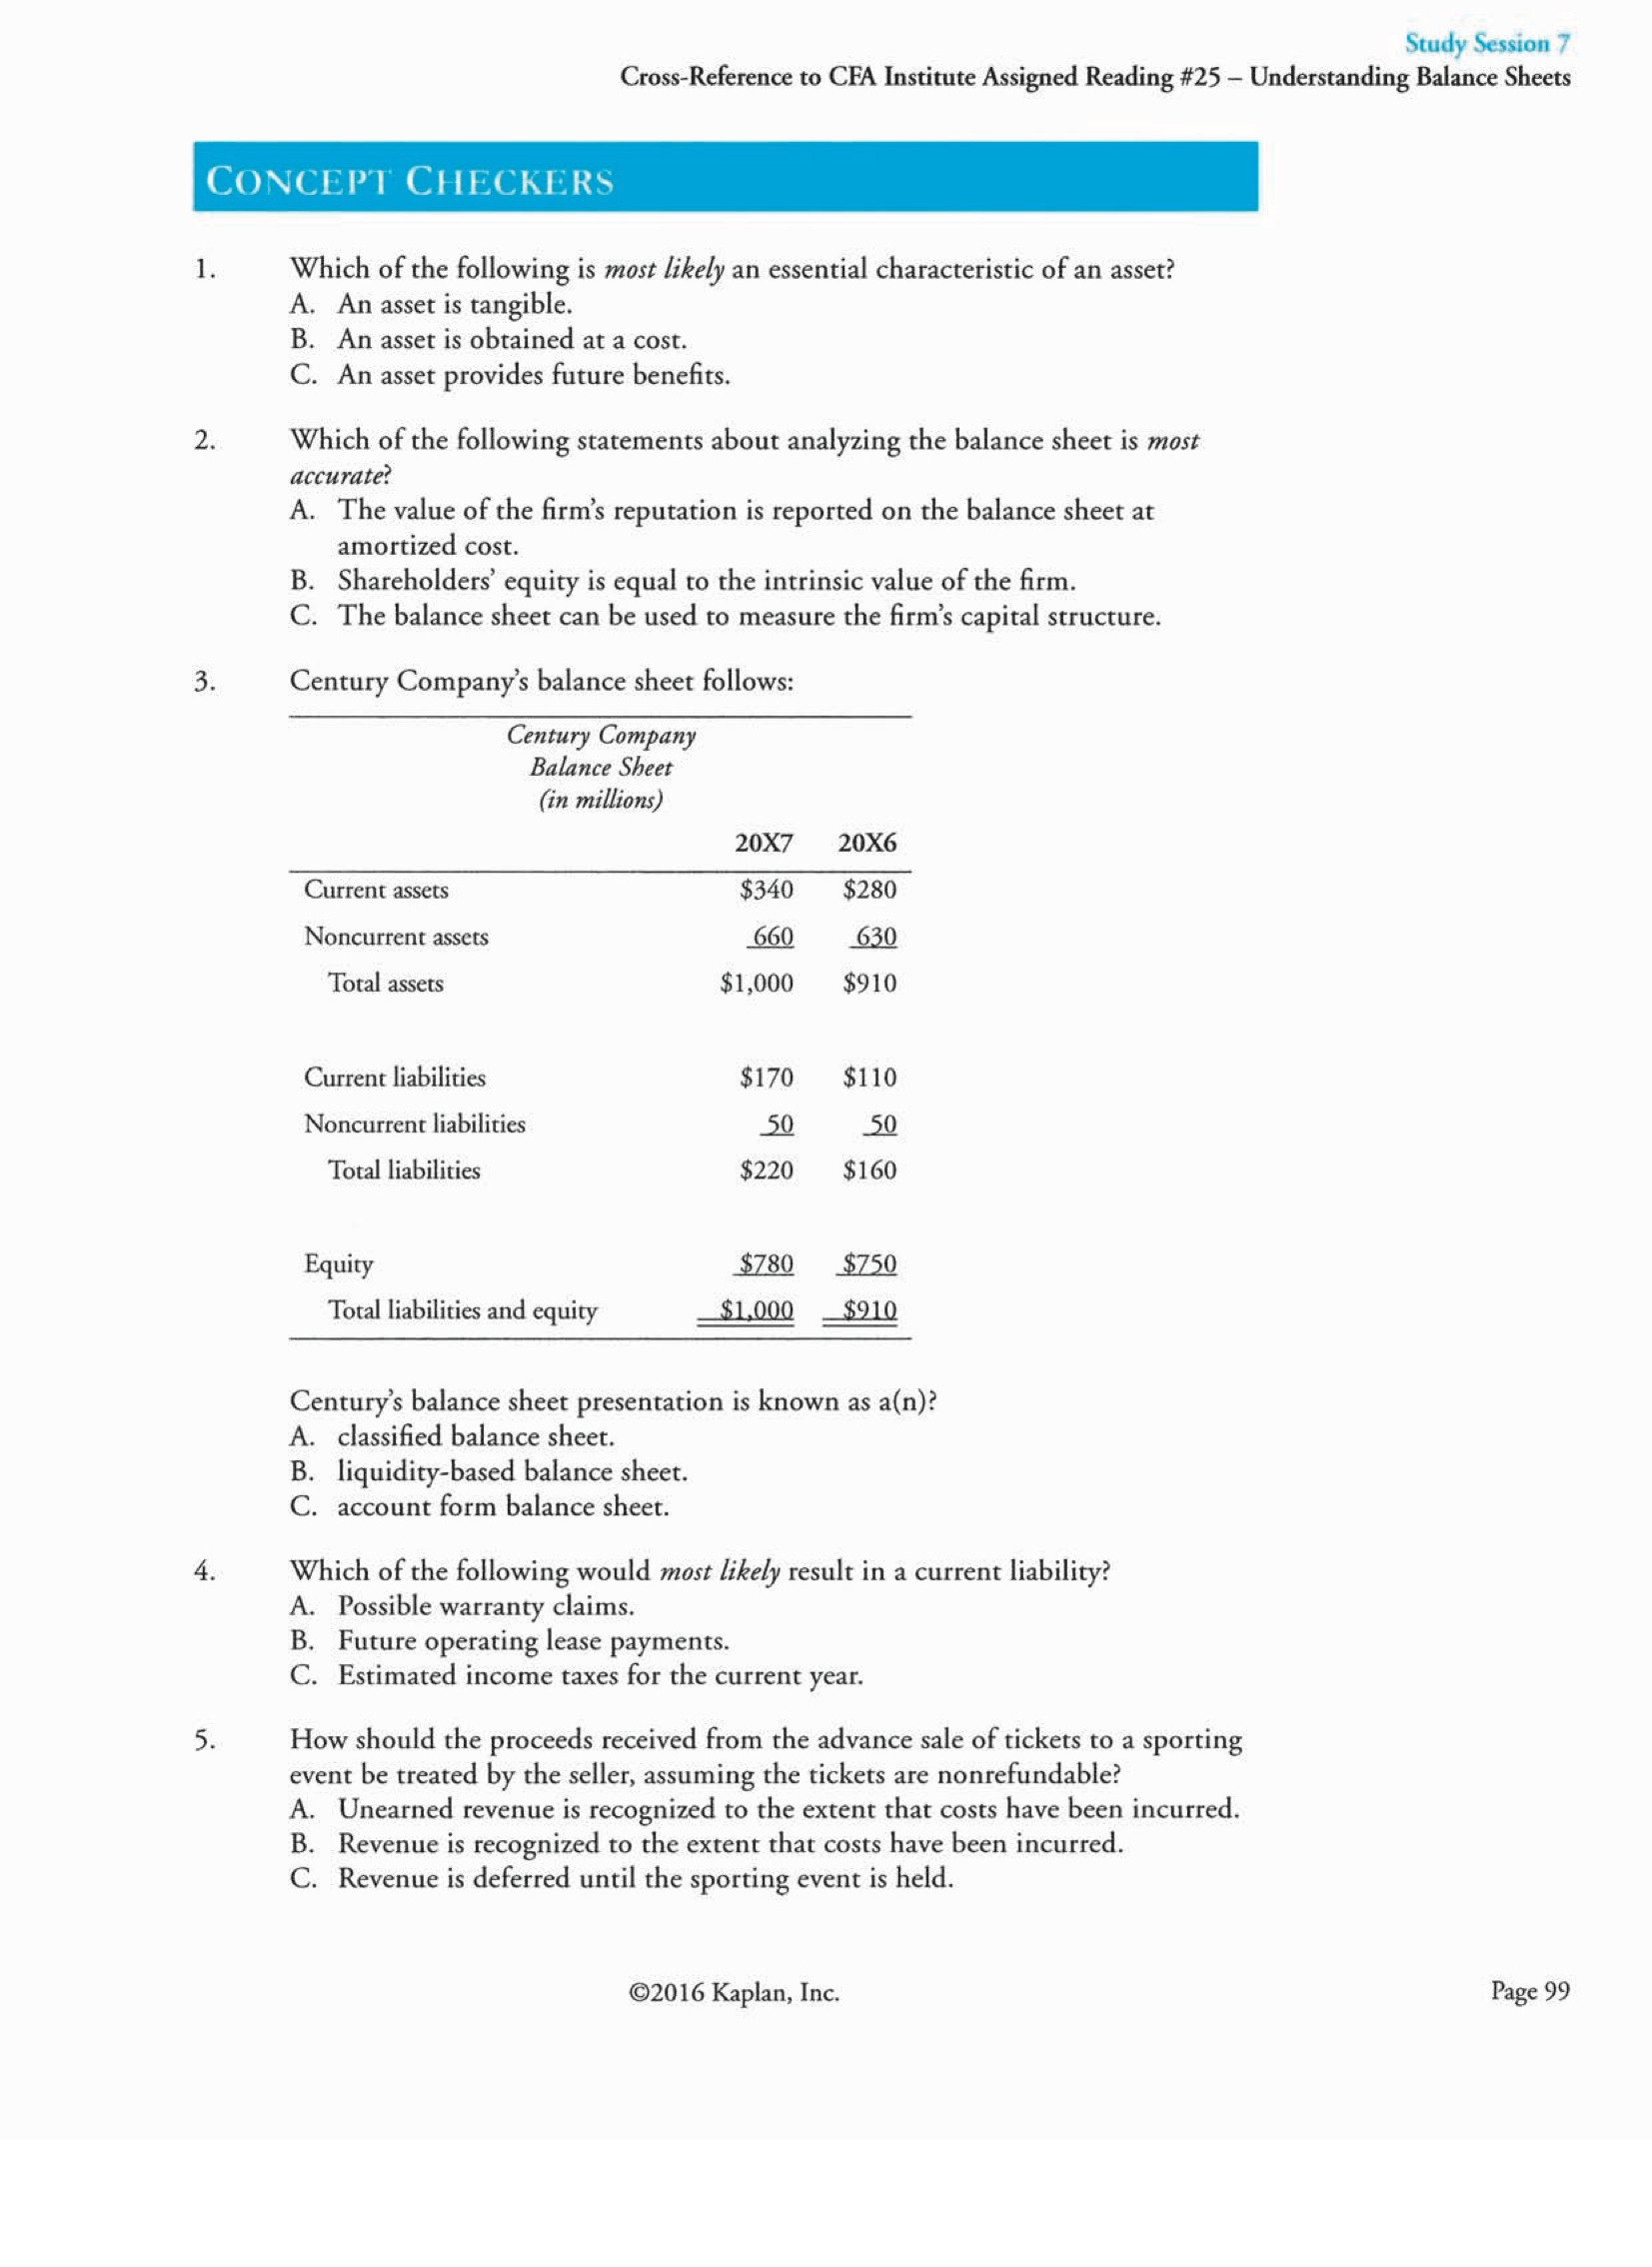 Study Session 7
Cross-Reference to CFA Institute Assigned Reading #25 – Understanding Balance Sheets
CONCEPT CHECKERS
1. Which of the following is most likely an essential characteristic of an asset?
A. An asset is tangible.
B. An asset is obtained at a cost.
C. An asset provides future benefits.
2. Which of the following statements about analyzing the balance sheet is most
accurate?
A. The value of the firm's reputation is reported on the balance sheet at
amortized cost.
B. Shareholders' equity is equal to the intrinsic value of the firm.
C. The balance sheet can be used to measure the firm's capital structure.
3. Century Company's balance sheet follows:
Century Company
Balance Sheet
(in millions)
20X7 20X6
Current assets $340 $280
Noncurrent assets 660 630
Total assets $1,000 $910
Current liabilities $170 $110
Noncurrent liabilities 50 50
Total liabilities $220 $160
Equity $780 $750
Total liabilities and equity $1,000 $910
Century's balance sheet presentation is known as a(n)?
A. classified balance sheet.
B. liquidity-based balance sheet.
C. account form balance sheet.
4. Which of the following would most likely result in a current liability?
A. Possible warranty claims.
B. Future operating lease payments.
C. Estimated income taxes for the current year.
5. How should the proceeds received from the advance sale of tickets to a sporting
event be treated by the seller, assuming the tickets are nonrefundable?
A. Unearned revenue is recognized to the extent that costs have been incurred.
B. Revenue is recognized to the extent that costs have been incurred.
C. Revenue is deferred until the sporting event is held.
©2016 Kaplan, Inc. Page 99